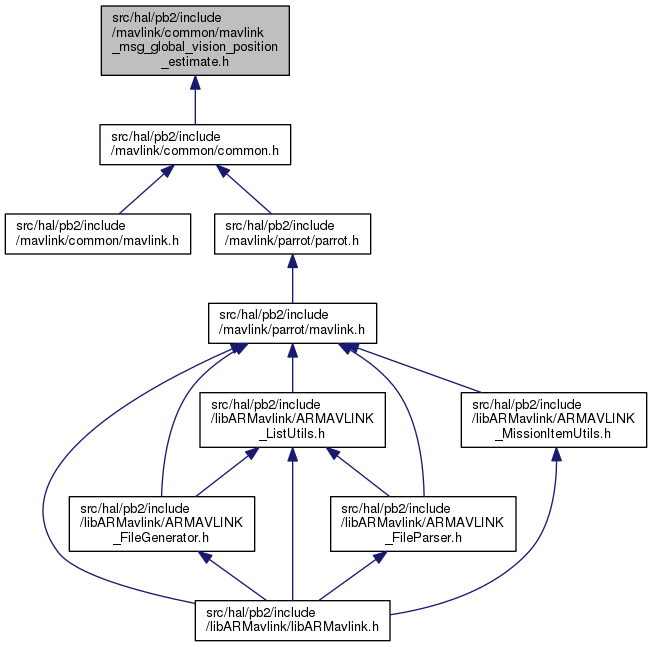 src/hal/pb2/include
/mavlink/common/mavlink
_msg_global_vision_position
_estimate.h
src/hal/pb2/include
/mavlink/common/common.h
src/hal/pb2/include
/mavlink/common/mavlink.h
src/hal/pb2/include
/mavlink/parrot/parrot.h
src/hal/pb2/include
/mavlink/parrot/mavlink.h
src/hal/pb2/include
/libARMavlink/ARMAVLINK
_ListUtils.h
src/hal/pb2/include
/libARMavlink/ARMAVLINK
_MissionItemUtils.h
src/hal/pb2/include
/libARMavlink/ARMAVLINK
_FileGenerator.h
src/hal/pb2/include
/libARMavlink/ARMAVLINK
_FileParser.h
src/hal/pb2/include
/libARMavlink/libARMavlink.h